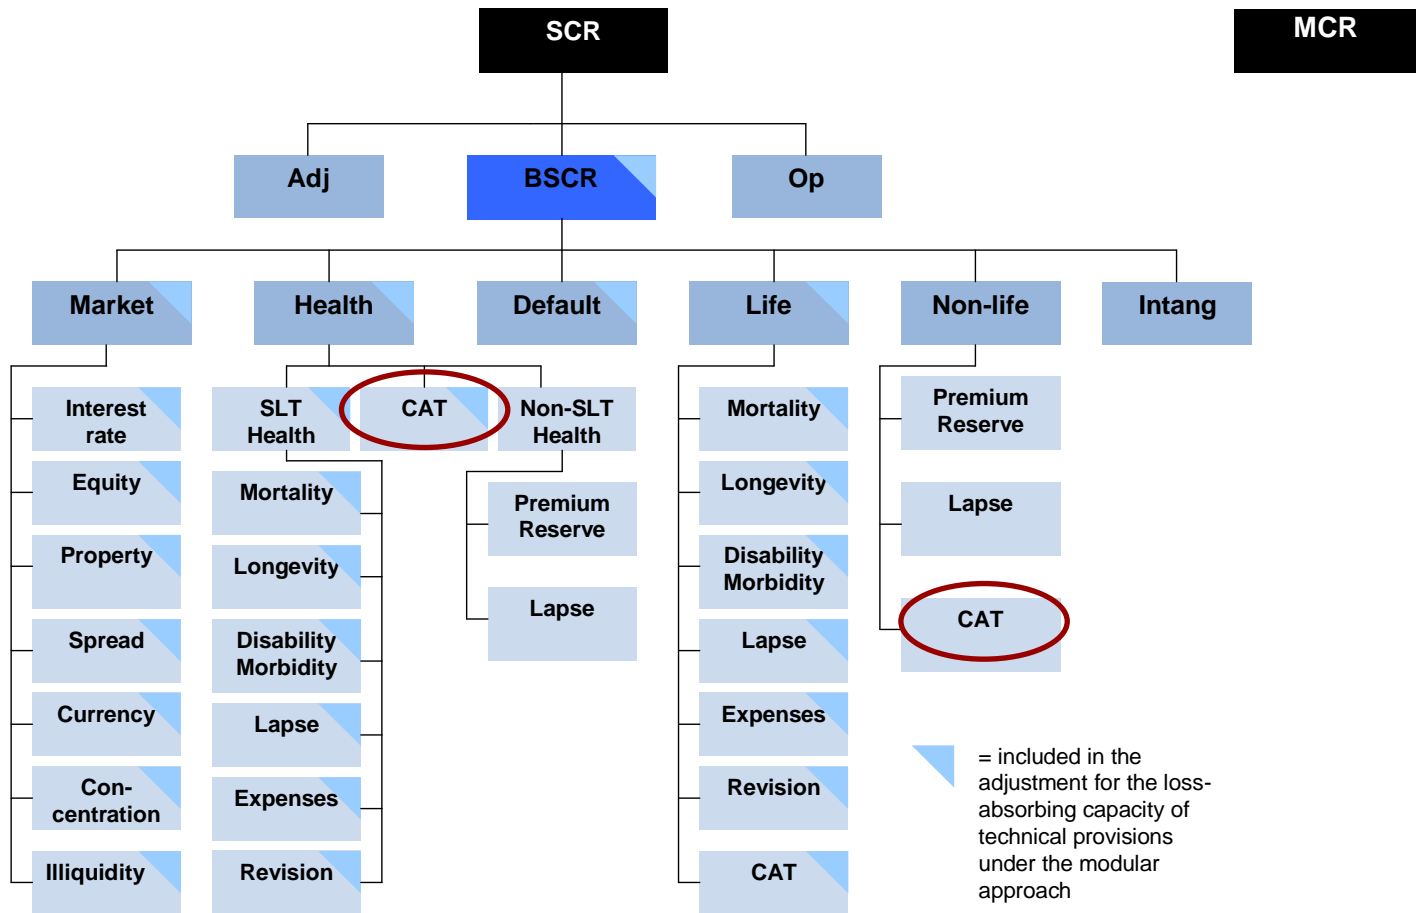 SCR
MCR
Adj
BSCR
Op
Market
Health
Default
Life
Non-life
Intang
Interest
rate
Equity
Property
Spread
Currency
Con-
centration
Illiquidity
SLT
Health
CAT
Non-SLT
Health
Mortality
Longevity
Disability
Morbidity
Lapse
Expenses
Revision
Premium
Reserve
Lapse
Mortality
Longevity
Disability
Morbidity
Lapse
Expenses
Revision
CAT
Premium
Reserve
Lapse
CAT
= included in the
adjustment for the loss-
absorbing capacity of
technical provisions
under the modular
approach